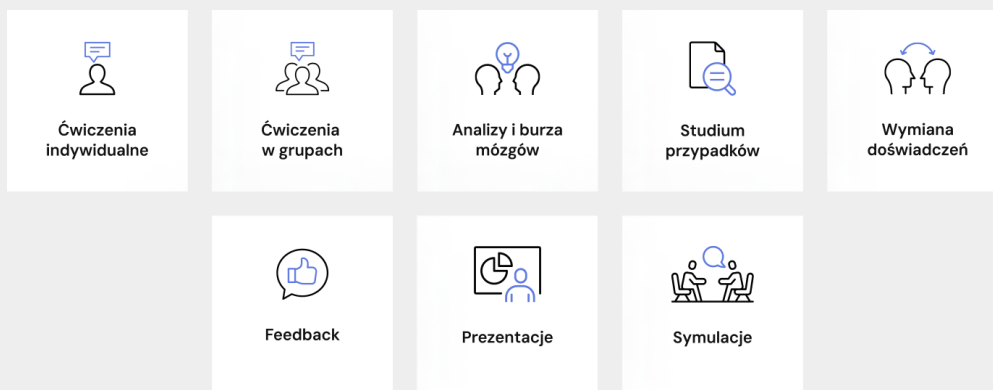 Ćwiczenia
indywidualne
Ćwiczenia
w grupach
Analizy i burza
mózgów
Studium
przypadków
Wymiana
doświadczeń
Feedback
Prezentacje
Symulacje